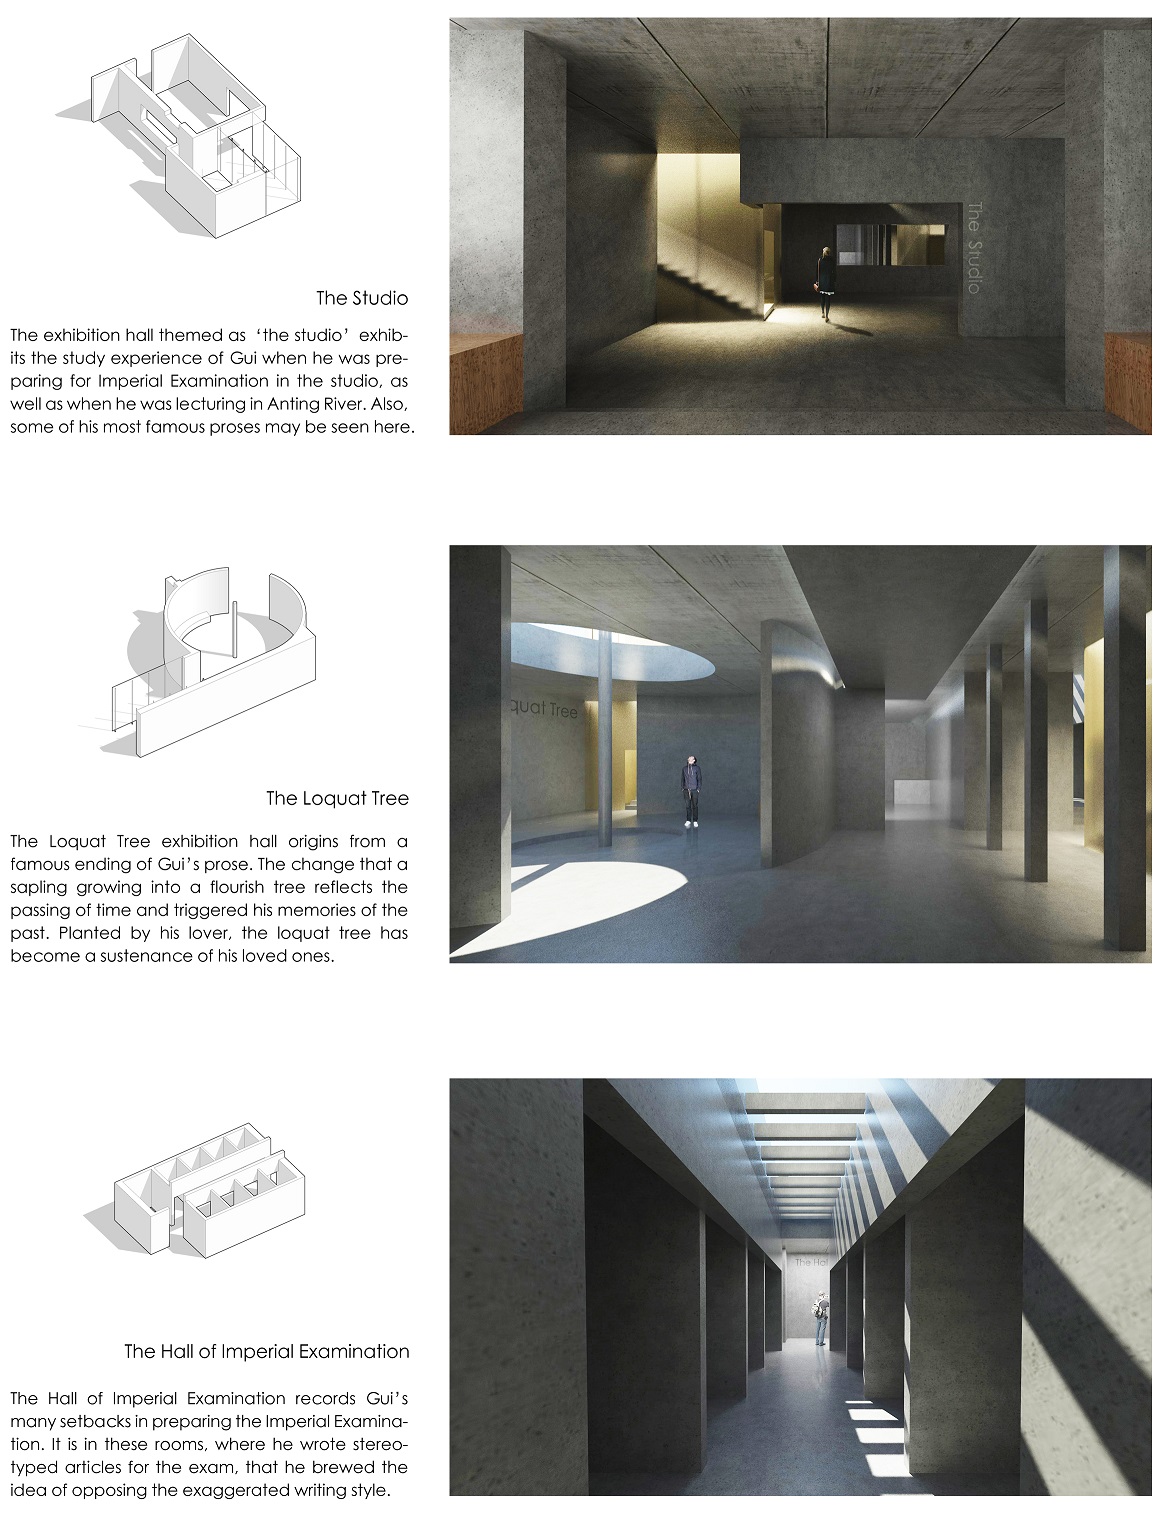 The Studio
The exhibition hall themed as ‘the studio’ exhib-
its the study experience of Gui when he was pre-
paring for Imperial Examination in the studio, as
well as when he was lecturing in Anting River. Also,
some of his most famous proses may be seen here.
The Studio
The Loquat Tree
The Loquat Tree exhibition hall origins from a
famous ending of Gui’s prose. The change that a
sapling growing into a flourish tree reflects the
passing of time and triggered his memories of the
past. Planted by his lover, the loquat tree has
become a sustenance of his loved ones.
quat Tree
The Hall of Imperial Examination
The Hall of Imperial Examination records Gui’s
many setbacks in preparing the Imperial Examina-
tion. It is in these rooms, where he wrote stereo-
typed articles for the exam, that he brewed the
idea of opposing the exaggerated writing style.
The Hal